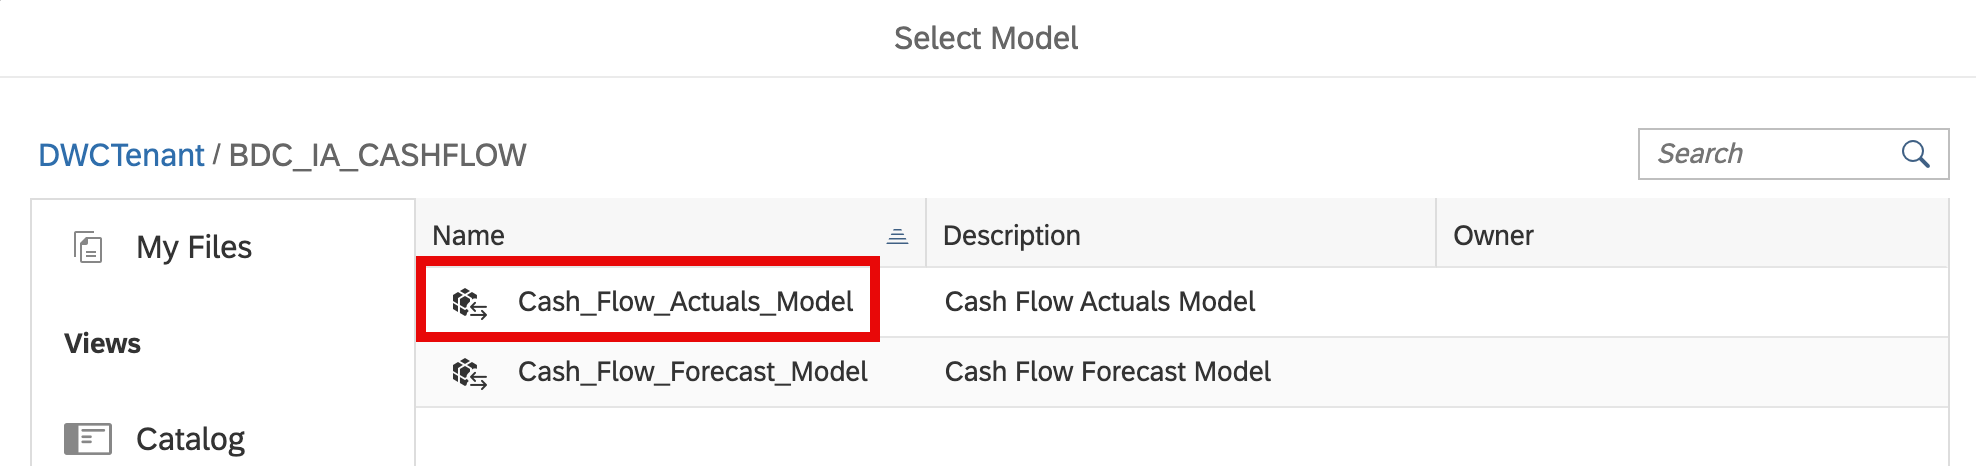 Select Model
DWCTenant / BDC_IA_CASHFLOW
Search
My Files
Views
Catalog
Name Description Owner
Cash_Flow_Actuals_Model Cash Flow Actuals Model
Cash_Flow_Forecast_Model Cash Flow Forecast Model